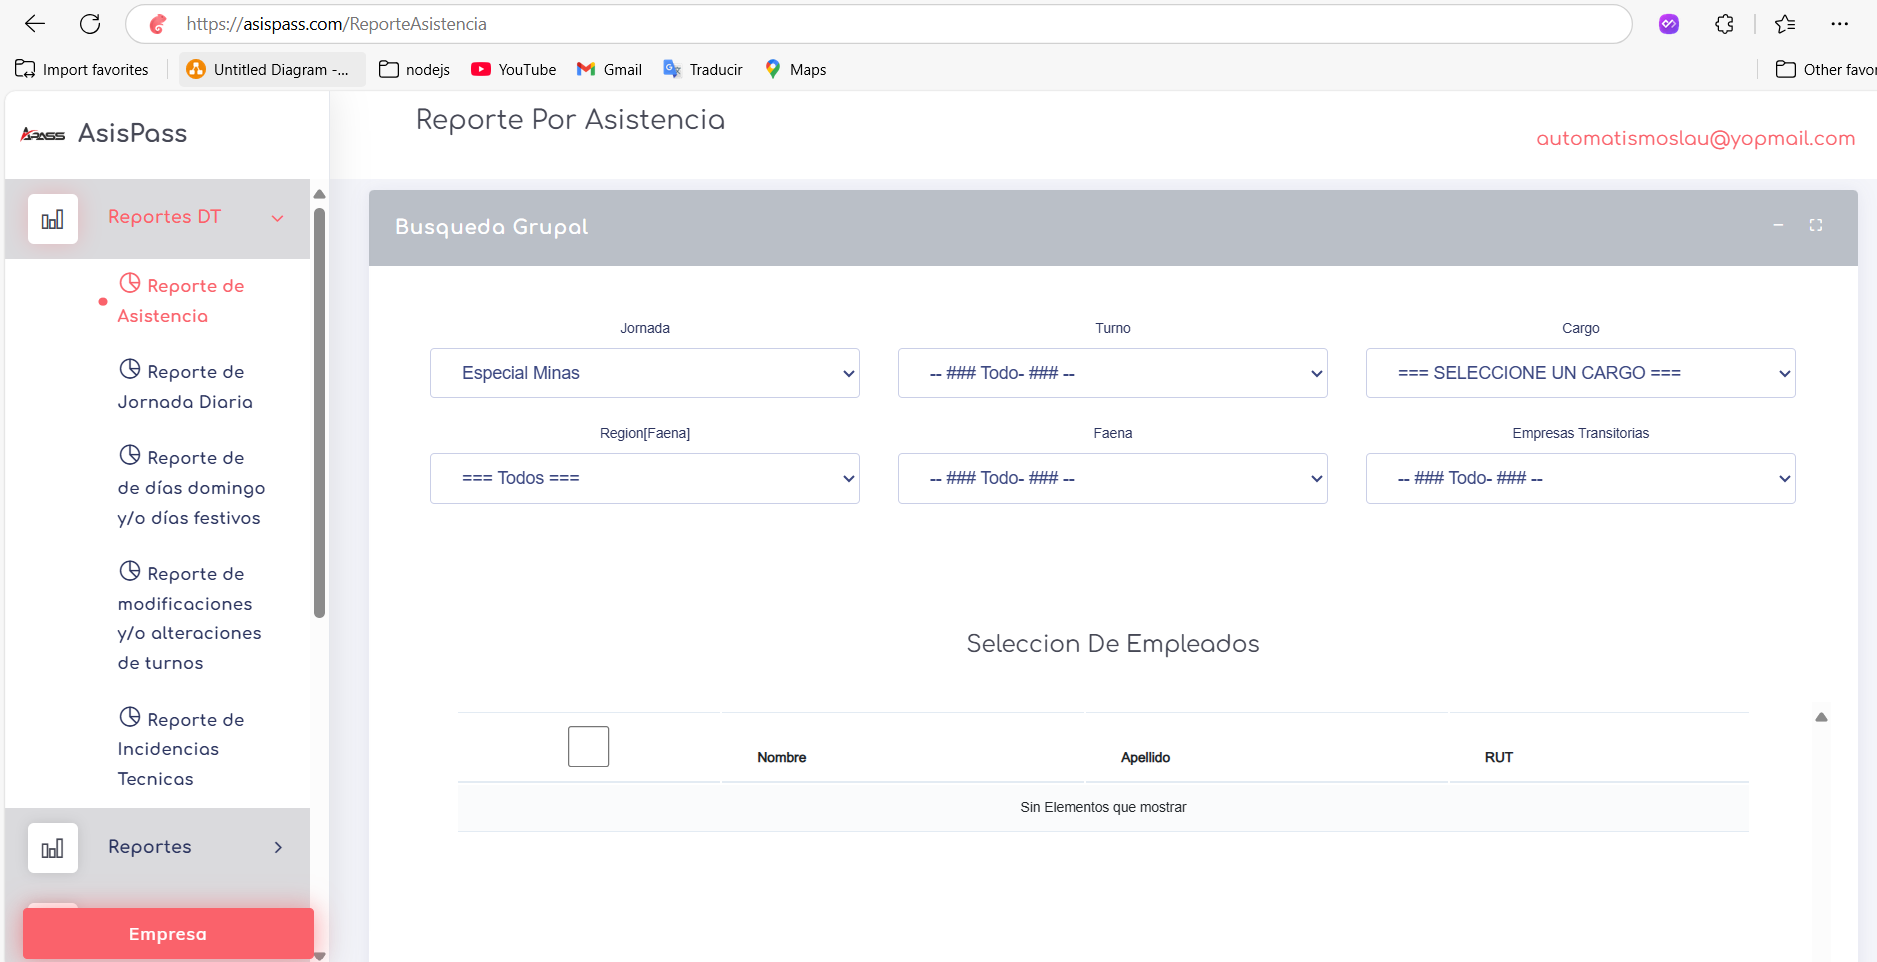 https://asispass.com/ReporteAsistencia
Import favorites
Untitled Diagram -...
nodejs
YouTube
Gmail
Traducir
Maps
Other favor
APASS
AsisPass
Reporte Por Asistencia
automatismoslau@yopmail.com
Reportes DT
Reporte de
Asistencia
Reporte de
Jornada Diaria
Reporte de
de días domingo
y/o días festivos
Reporte de
modificaciones
y/o alteraciones
de turnos
Reporte de
Incidencias
Tecnicas
Reportes
Empresa
Busqueda Grupal
Jornada
Turno
Cargo
Especial Minas
-- ### Todo- ### --
=== SELECCIONE UN CARGO ===
Region[Faena]
Faena
Empresas Transitorias
=== Todos ===
-- ### Todo- ### --
-- ### Todo- ### --
Seleccion De Empleados
Nombre
Apellido
RUT
Sin Elementos que mostrar